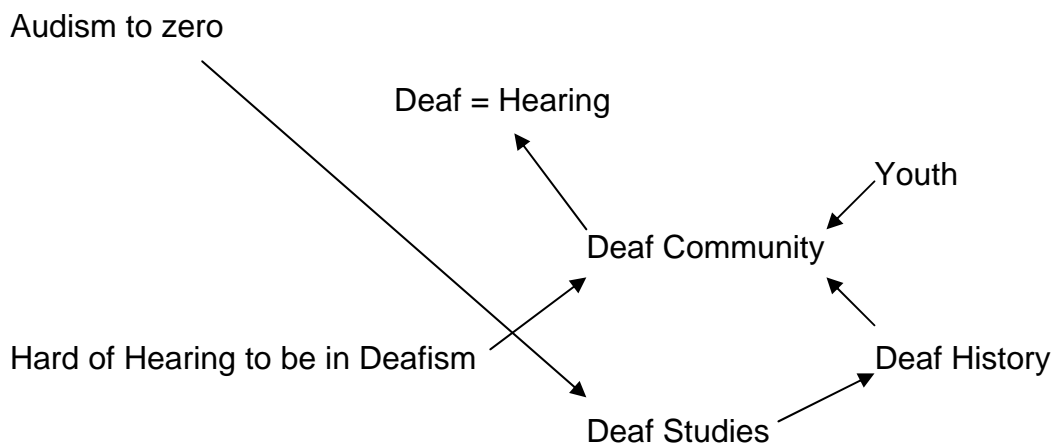 Audism to zero
Deaf = Hearing
Youth
Deaf Community
Hard of Hearing to be in Deafism
Deaf History
Deaf Studies